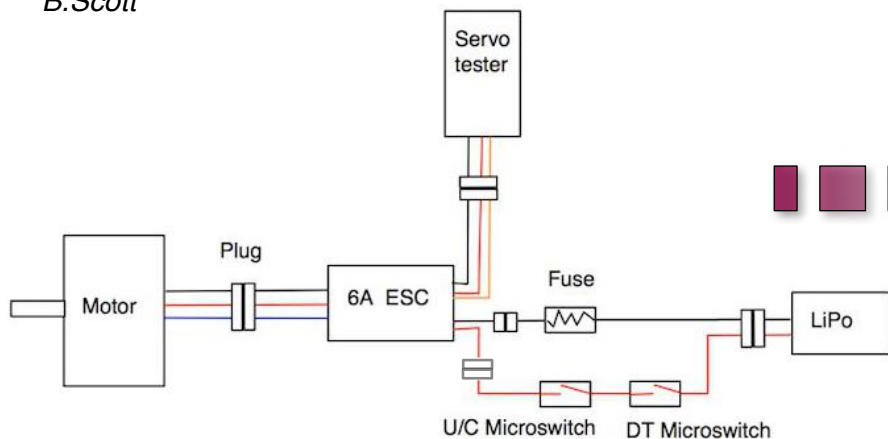 B.Scott
Servo
tester
Plug
Motor
6A ESC
Fuse
LiPo
U/C Microswitch
DT Microswitch